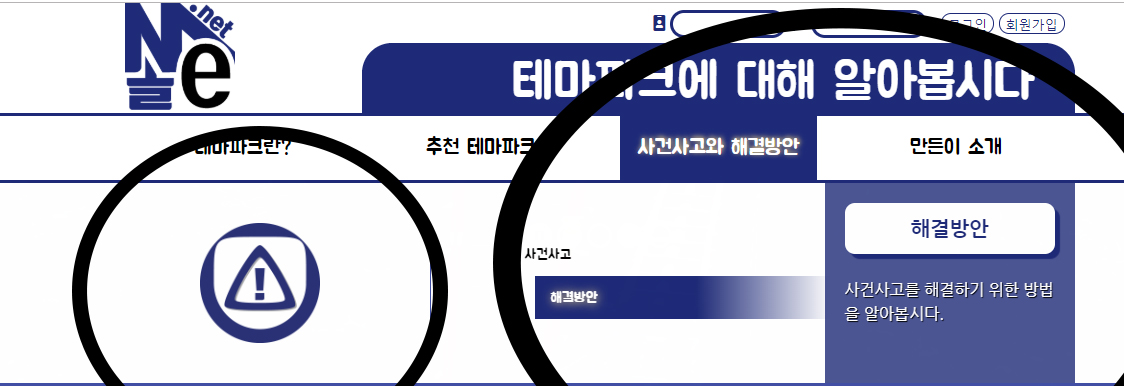 .net
N
e
놀
로그인
회원가입
테마파크에 대해 알아봅시다
테마파크란?
추천 테마파크
사건사고와 해결방안
만든이 소개
사건사고
해결방안
해결방안
사건사고를 해결하기 위한 방법
을 알아봅시다.